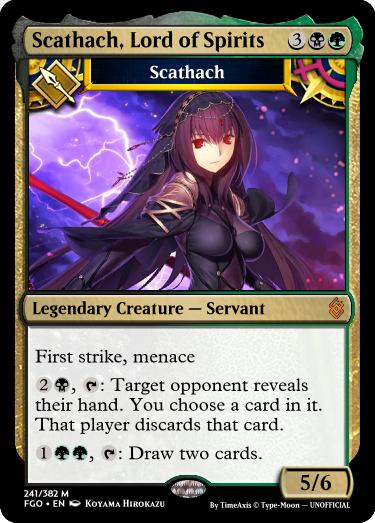 Scathach, Lord of Spirits 3
Scathach
Legendary Creature — Servant
First strike, menace
2, : Target opponent reveals
their hand. You choose a card in it.
That player discards that card.
1, : Draw two cards.
5/6
241/382 M
FGO • EN Koyama Hirokazu
By TimeAxis © Type-Moon — UNOFFICIAL